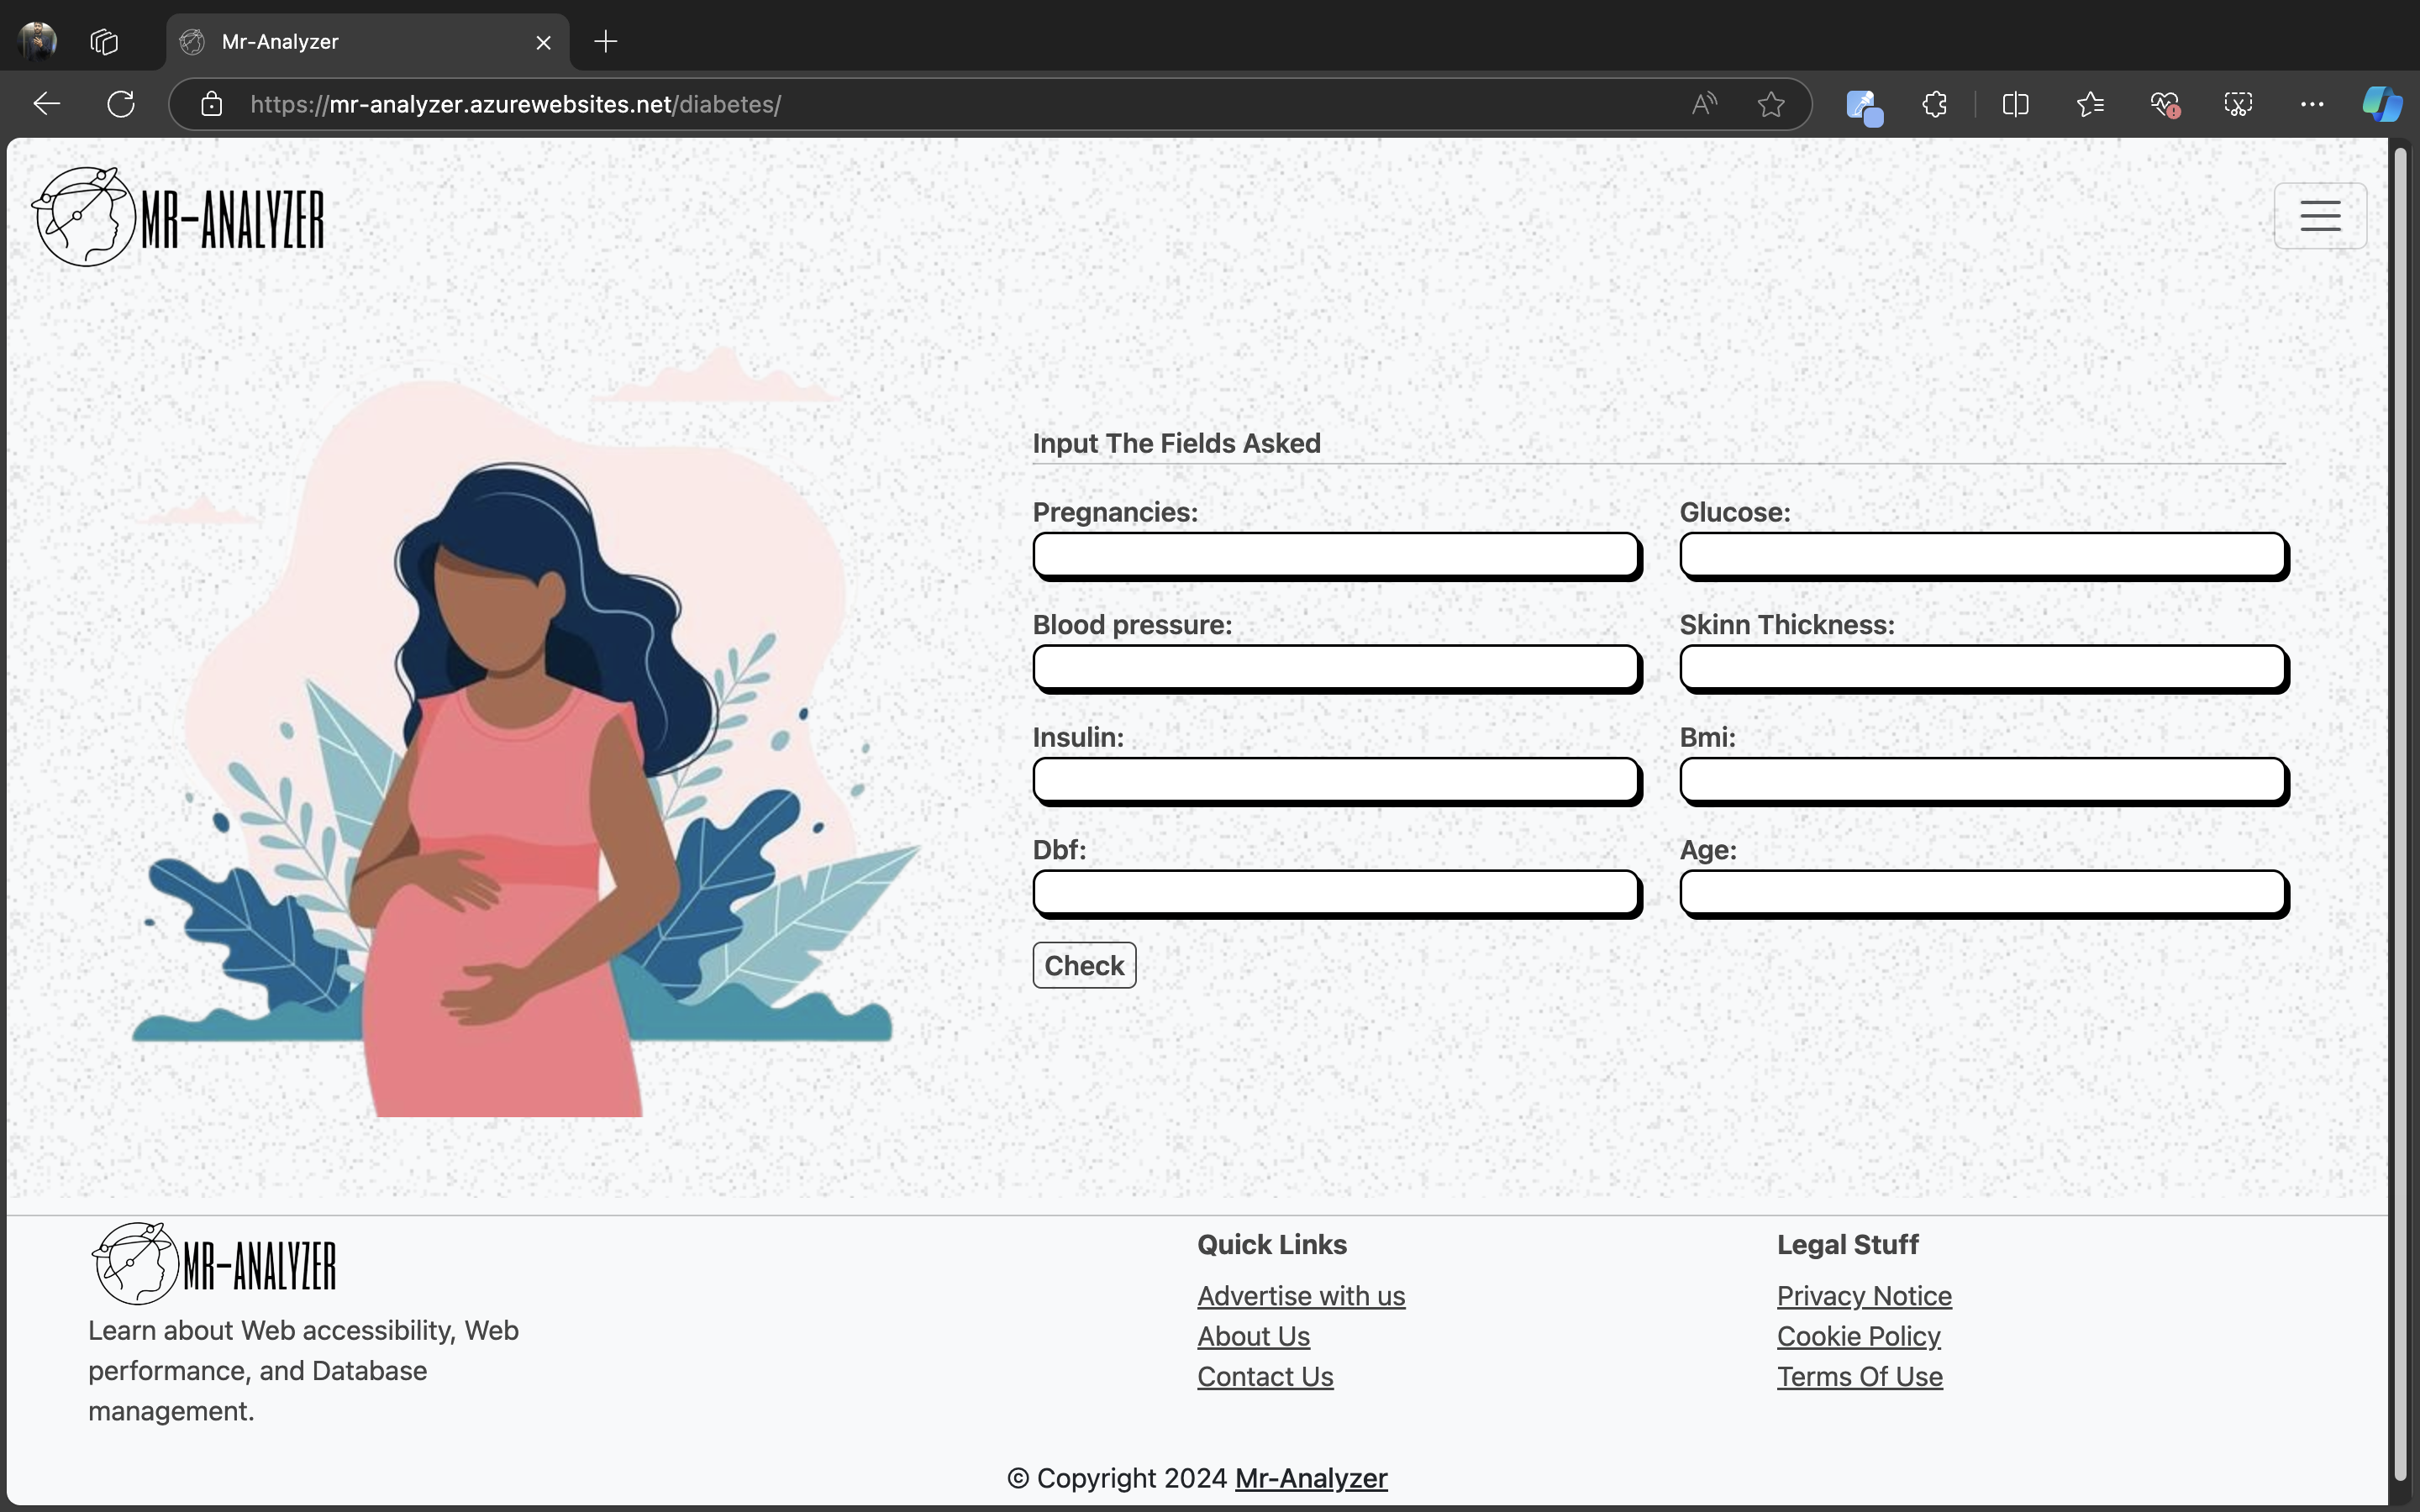 Mr-Analyzer
https://mr-analyzer.azurewebsites.net/diabetes/
MR-ANALYZER
Input The Fields Asked
Pregnancies:
Glucose:
Blood pressure:
Skinn Thickness:
Insulin:
Bmi:
Dbf:
Age:
Check
MR-ANALYZER
Learn about Web accessibility, Web
performance, and Database
management.
Quick Links
Advertise with us
About Us
Contact Us
Legal Stuff
Privacy Notice
Cookie Policy
Terms Of Use
© Copyright 2024 Mr-Analyzer